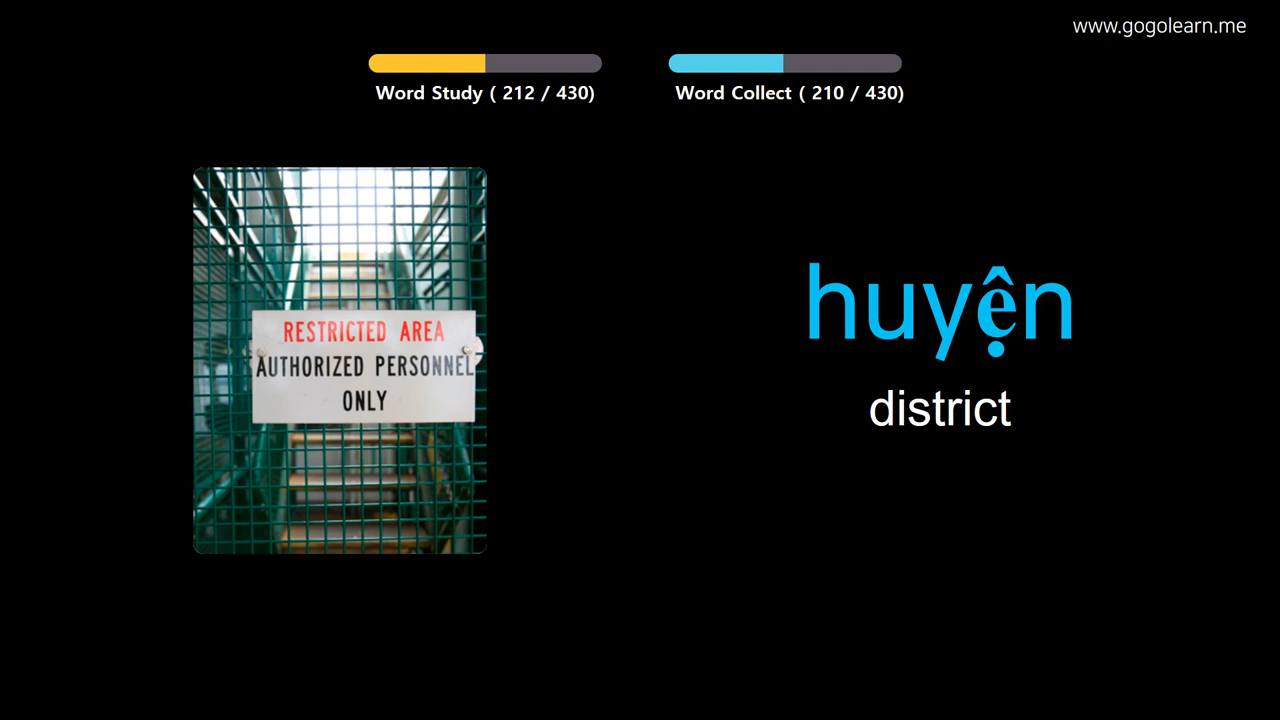 www.gogolearn.me
Word Study ( 212 / 430)
Word Collect ( 210 / 430)
RESTRICTED AREA
AUTHORIZED PERSONNEL
ONLY
huyện
district